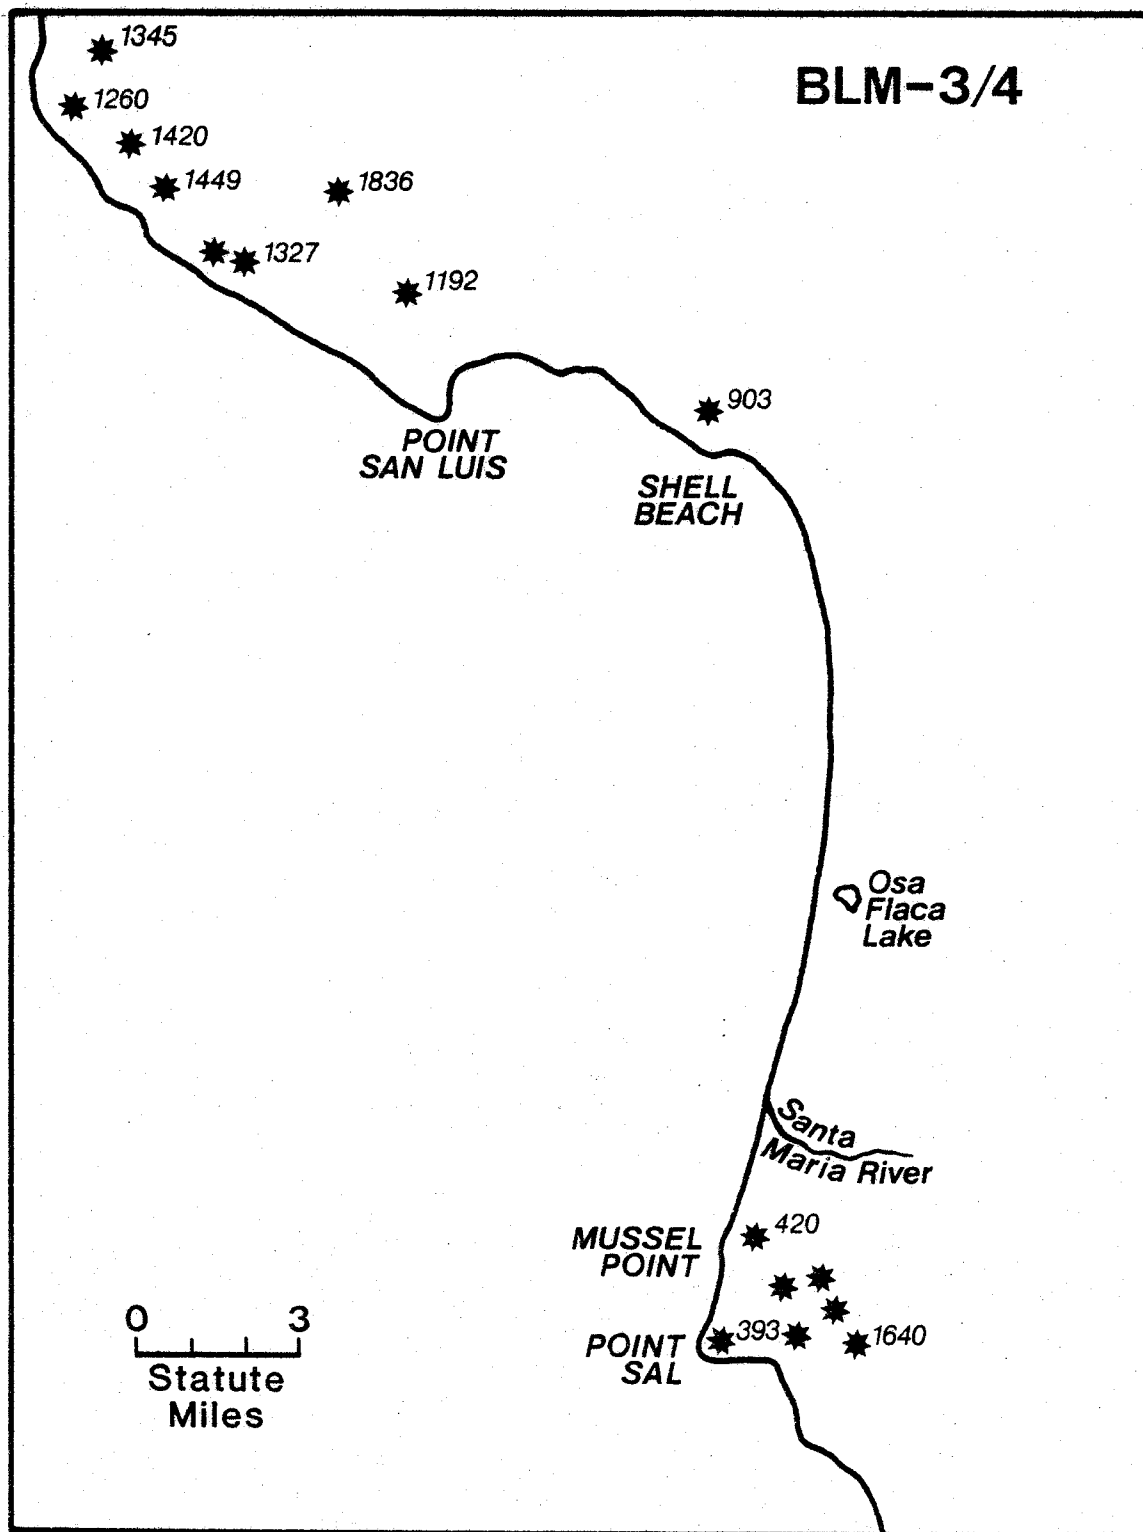 1345
BLM-3/4
1260
1420
1449
1836
1327
1192
903
POINT
SAN LUIS
SHELL
BEACH
Osa
Flaca
Lake
Santa
Maria River
420
MUSSEL
POINT
393
1640
POINT
SAL
0 3
Statute
Miles